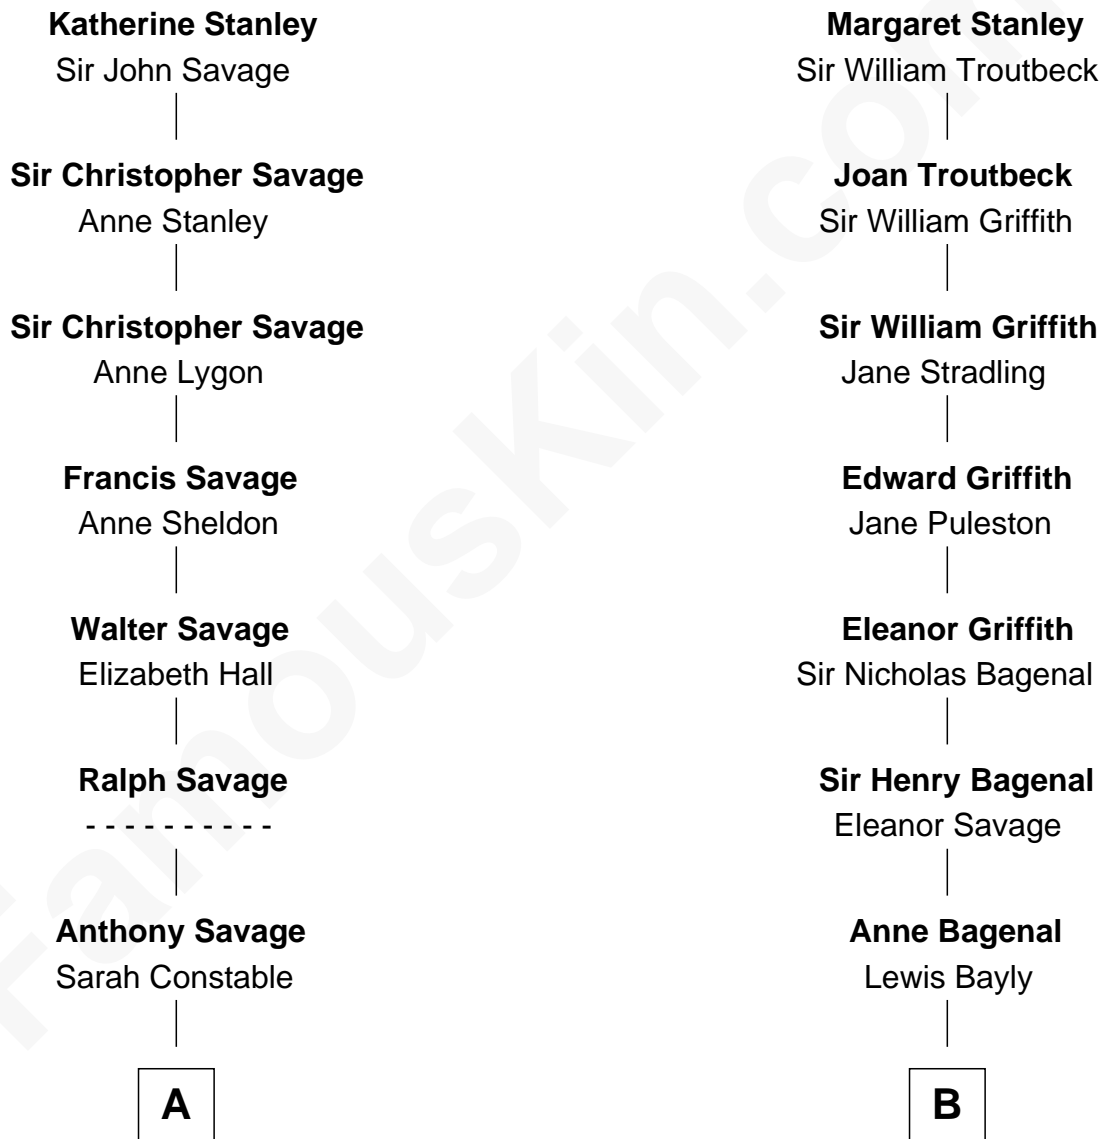 Katherine Stanley
Sir John Savage
Sir Christopher Savage
Anne Stanley
Sir Christopher Savage
Anne Lygon
Francis Savage
Anne Sheldon
Walter Savage
Elizabeth Hall
Ralph Savage
- - - - - - - - - -
Anthony Savage
Sarah Constable
A
Margaret Stanley
Sir William Troutbeck
Joan Troutbeck
Sir William Griffith
Sir William Griffith
Jane Stradling
Edward Griffith
Jane Puleston
Eleanor Griffith
Sir Nicholas Bagenal
Sir Henry Bagenal
Eleanor Savage
Anne Bagenal
Lewis Bayly
B
FamousKin.com